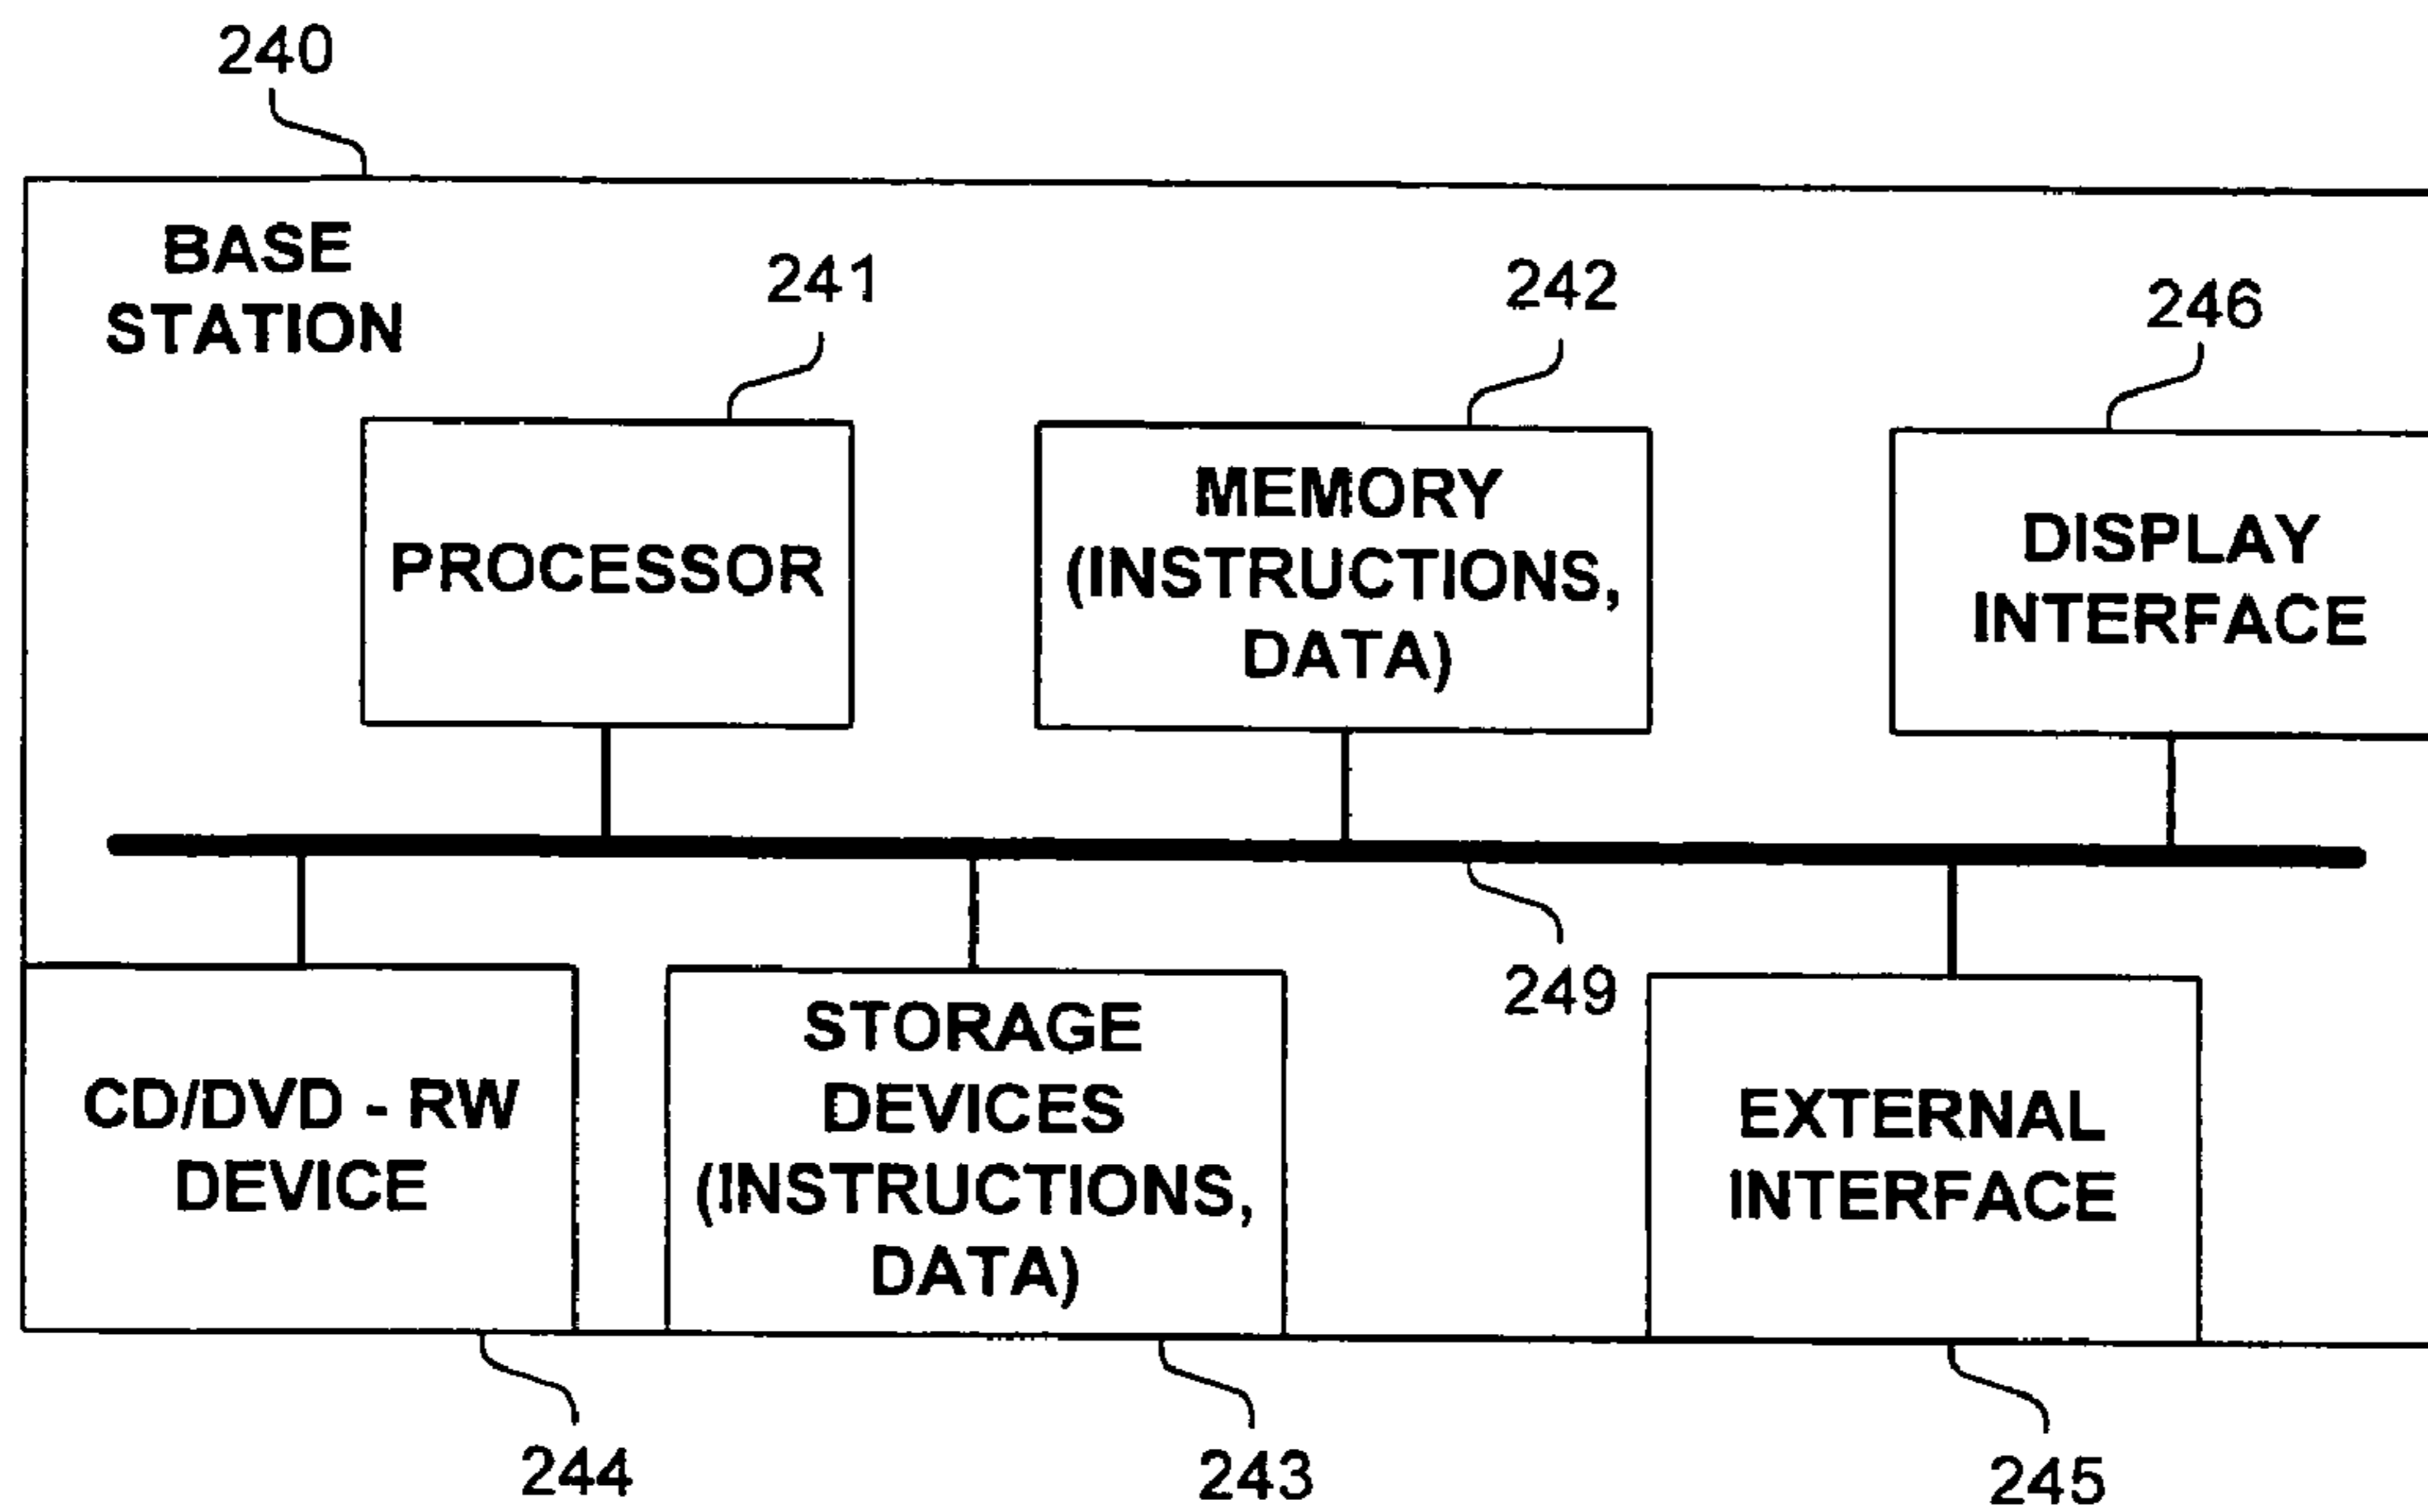 240
BASE
STATION
241
242
246
PROCESSOR
MEMORY
(INSTRUCTIONS,
DATA)
DISPLAY
INTERFACE
249
CD/DVD - RW
DEVICE
STORAGE
DEVICES
(INSTRUCTIONS,
DATA)
EXTERNAL
INTERFACE
244
243
245